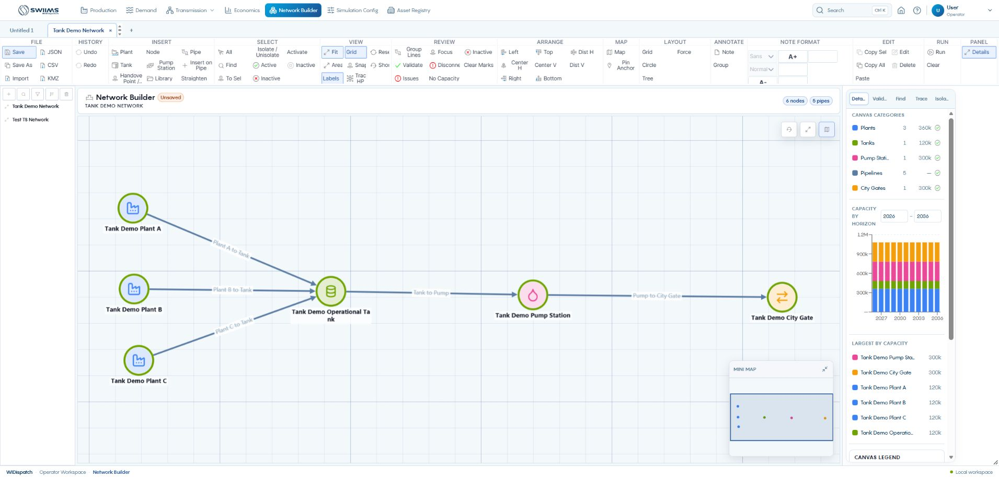 SWIIMS
WIDispatch
Production
Demand
Transmission
Economics
Network Builder
Simulation Config
Asset Registry
Search
Ctrl K
U
User
Operator
Untitled 1
Tank Demo Network ×
+
FILE
Save
JSON
Save As
CSV
Import
KMZ
HISTORY
Undo
Redo
INSERT
Plant
Node
Pipe
Tank
Pump
Station
Insert on
Pipe
Handove
Point /..
Library
Straighten
SELECT
All
Isolate /
Unisolate
Activate
Find
Active
Inactive
To Sel
Inactive
VIEW
Fit
Grid
Rese
Area
Snap
Shor
Labels
Trac
HP
REVIEW
Group
Lines
Focus
Inactive
Validate
Disconne
Clear Marks
Issues
No Capacity
ARRANGE
Left
Top
Dist H
Center
H
Center V
Dist V
Right
Bottom
MAP
Map
Pin
Anchor
LAYOUT
Grid
Force
Circle
Tree
ANNOTATE
Note
Group
NOTE FORMAT
Sans
A+
Normal
A-
EDIT
Copy Sel
Edit
Copy All
Delete
Paste
RUN
Run
Clear
PANEL
Details
Tank Demo Network
Test TS Network
Network Builder
Unsaved
TANK DEMO NETWORK
6 nodes
5 pipes
Tank Demo Plant A
Plant A to Tank
Tank Demo Plant B
Plant B to Tank
Tank Demo Plant C
Plant C to Tank
Tank Demo Operational Ta
nk
Tank to Pump
Tank Demo Pump Station
Pump to City Gate
Tank Demo City Gate
MINI MAP
Deta...
Valid...
Find
Trace
Isola...
CANVAS CATEGORIES
Plants 3 360k
Tanks 1 120k
Pump Stati... 1 300k
Pipelines 5 —
City Gates 1 300k
CAPACITY
BY
HORIZON
2026 – 2036
1.2M
900k
600k
300k
—
2027 2030 2033 2036
LARGEST BY CAPACITY
Tank Demo Pump Sta... 300k
Tank Demo City Gate 300k
Tank Demo Plant A 120k
Tank Demo Plant B 120k
Tank Demo Plant C 120k
Tank Demo Operatio... 120k
CANVAS LEGEND
WIDispatch · Operator Workspace · Network Builder
Local workspace